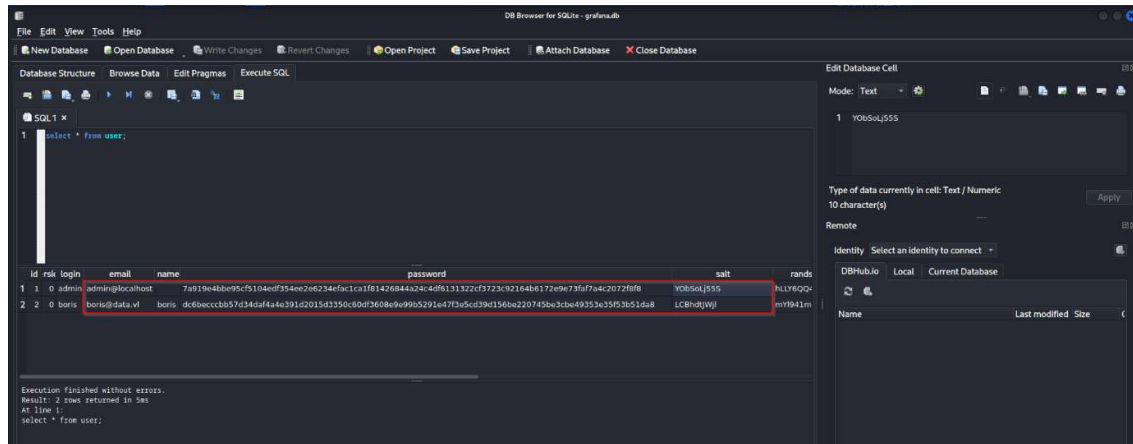 DB Browser for SQLite - grafana.db
File Edit View Tools Help
New Database Open Database Write Changes Revert Changes Open Project Save Project Attach Database Close Database
Database Structure Browse Data Edit Pragmas Execute SQL
SQL 1
1 select * from user;
id rsik login email name password salt rands
1 1 0 admin admin@localhost
YObSoLj55S
2 2 0 boris boris@data.vl boris
LCBhdtJWjl
mYl941m
Execution finished without errors.
Result: 2 rows returned in 5ms
At line 1:
select * from user;
Edit Database Cell
Mode: Text
1 YObSoLj55S
Type of data currently in cell: Text / Numeric
10 character(s)
Apply
Remote
Identity Select an identity to connect
DBHub.io Local Current Database
Name Last modified Size